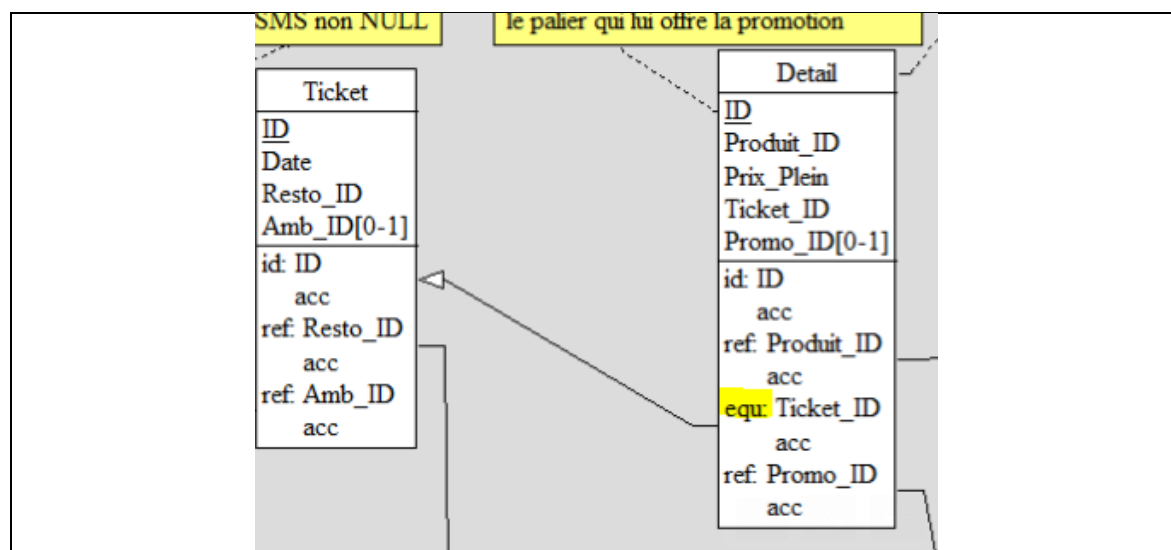 SMS non NULL
le palier qui lui offre la promotion
Ticket
ID
Date
Resto_ID
Amb_ID[0-1]
id: ID
acc
ref: Resto_ID
acc
ref: Amb_ID
acc
Detail
ID
Produit_ID
Prix_Plein
Ticket_ID
Promo_ID[0-1]
id: ID
acc
ref: Produit_ID
acc
equ: Ticket_ID
acc
ref: Promo_ID
acc